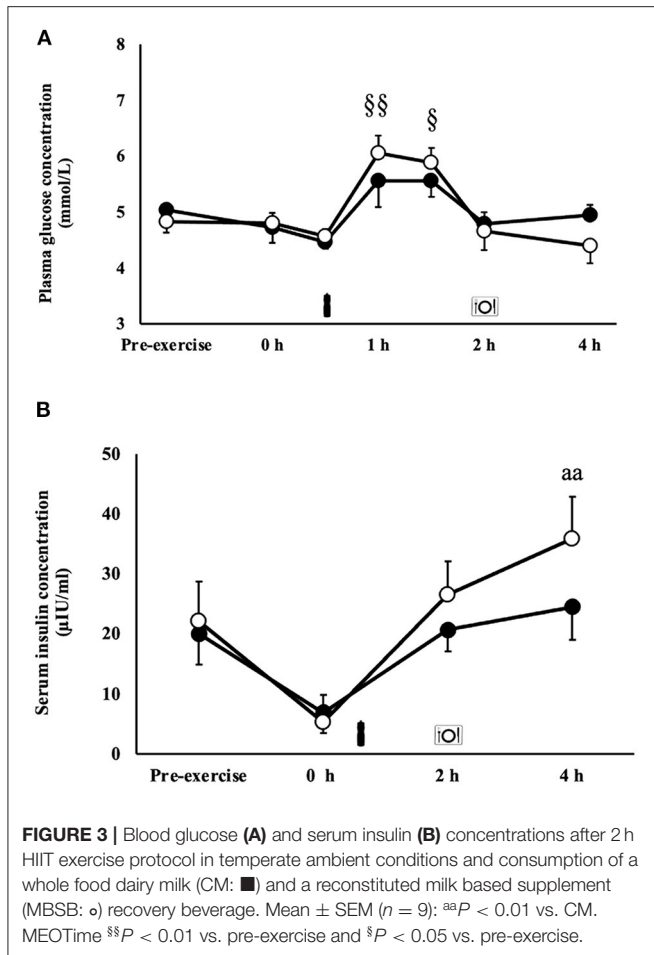 A
8
7
6
5
4
3
Plasma glucose concentration
(mmol/L)
§§
§
Pre-exercise 0 h 1 h 2 h 4 h
B
50
40
30
20
10
0
Serum insulin concentration
(µIU/ml)
aa
Pre-exercise 0 h 2 h 4 h
FIGURE 3 | Blood glucose (A) and serum insulin (B) concentrations after 2 h
HIIT exercise protocol in temperate ambient conditions and consumption of a
whole food dairy milk (CM: ■) and a reconstituted milk based supplement
(MBSB: ○) recovery beverage. Mean ± SEM (n = 9): aaP < 0.01 vs. CM.
MEOTime §§P < 0.01 vs. pre-exercise and §P < 0.05 vs. pre-exercise.